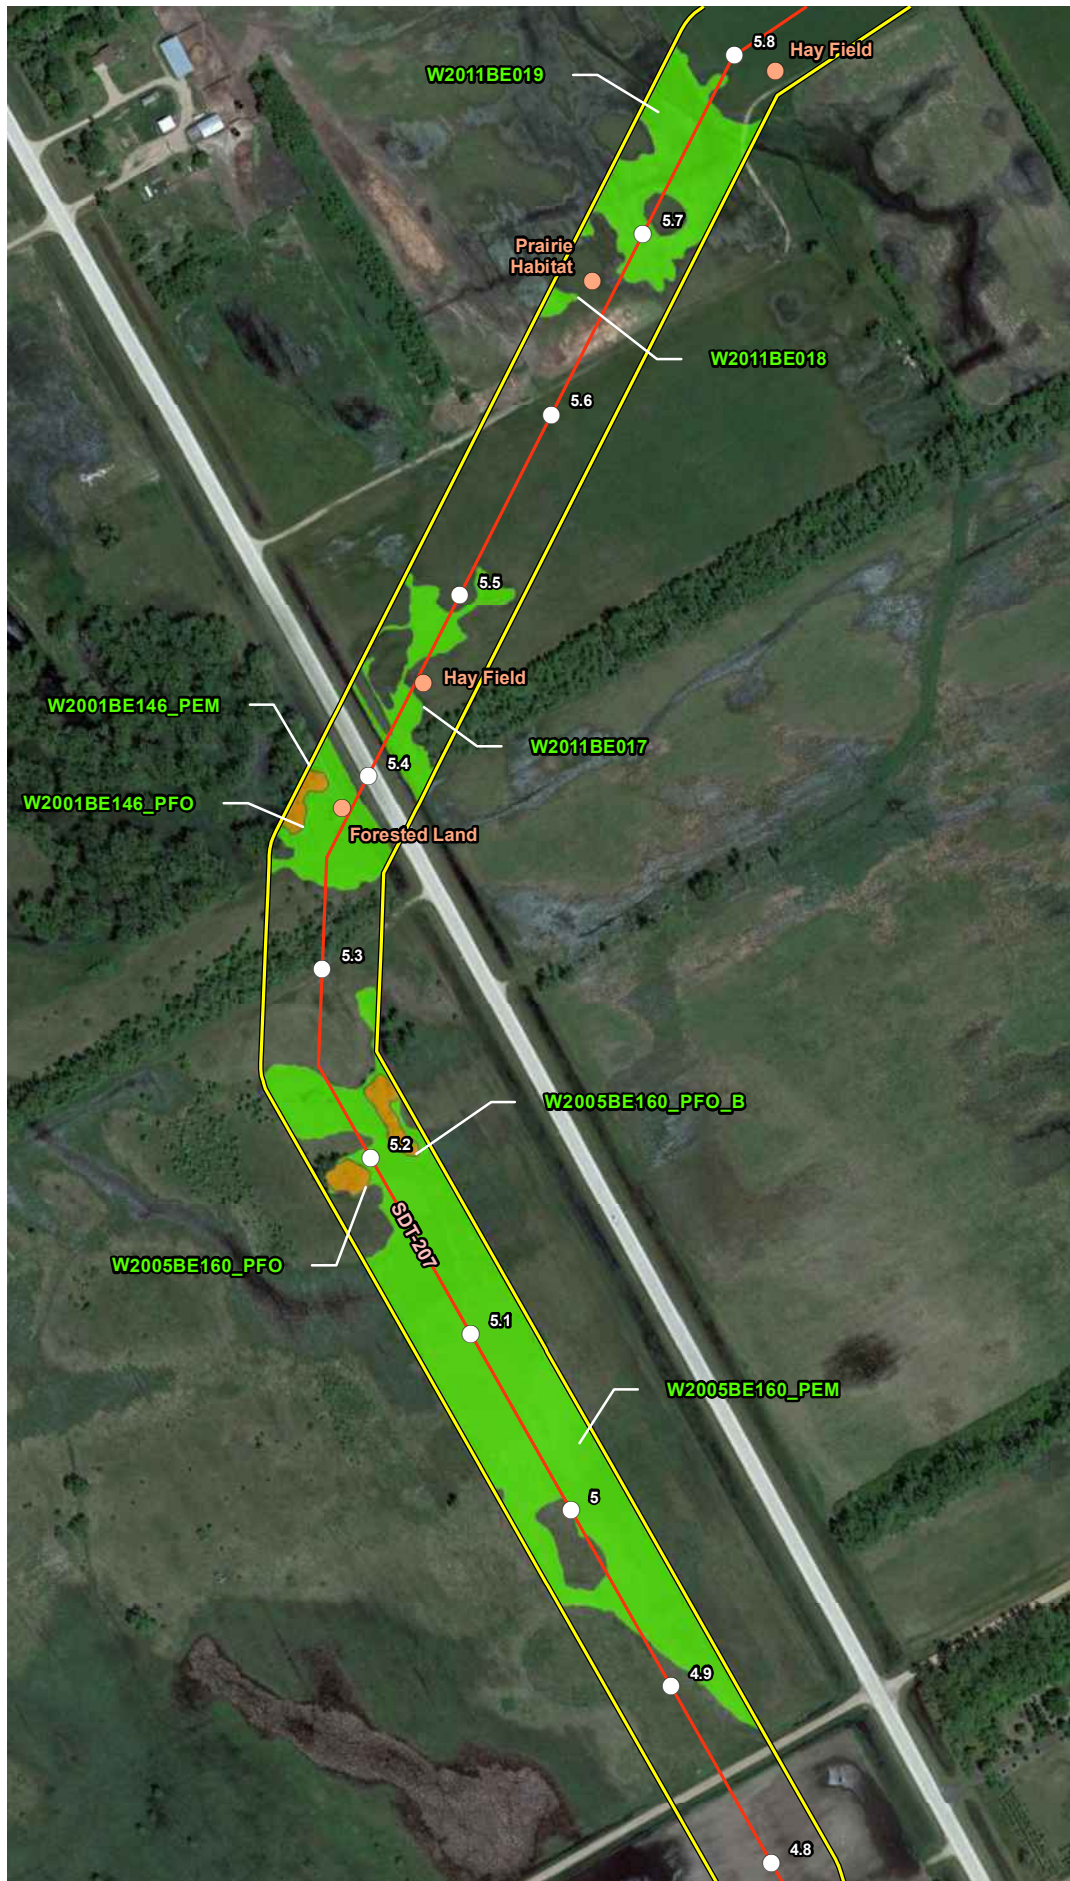 5.8
Hay Field
W2011BE019
5.7
Prairie
Habitat
W2011BE018
5.6
5.5
Hay Field
W2001BE146_PEM
W2011BE017
5.4
W2001BE146_PFO
Forested Land
5.3
W2005BE160_PFO_B
5.2
SDT-207
W2005BE160_PFO
5.1
W2005BE160_PEM
5
4.9
4.8